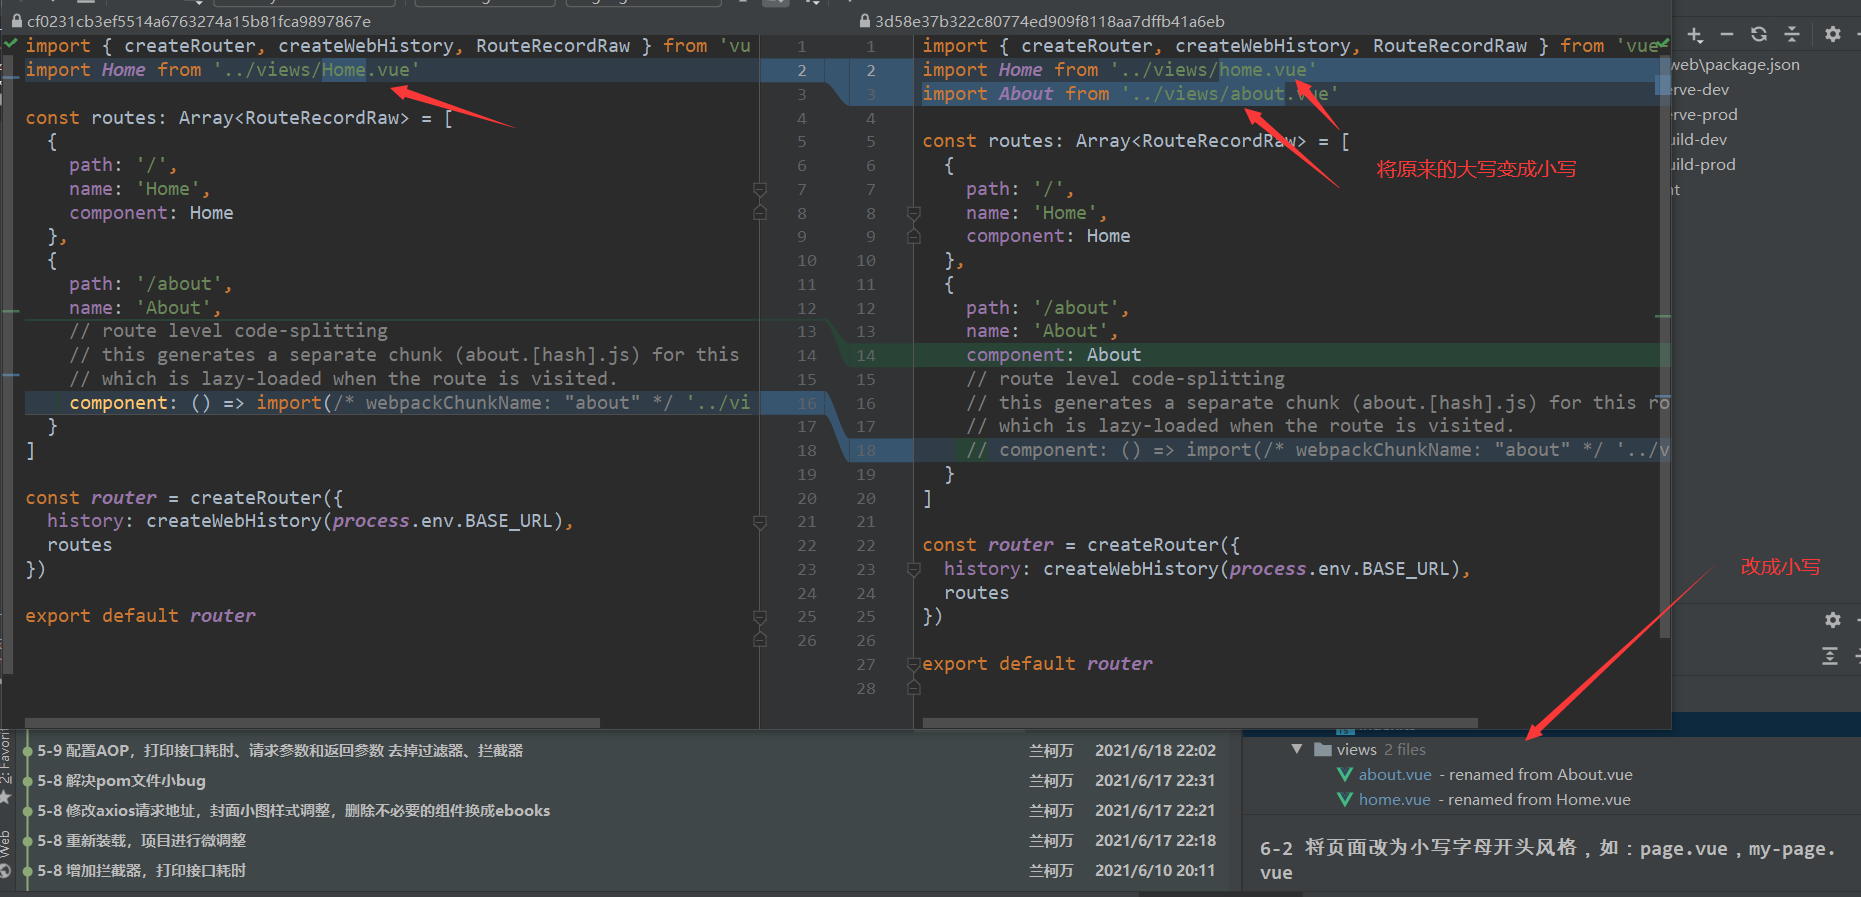 cf0231cb3ef5514a6763274a15b81fca9897867e
import { createRouter, createWebHistory, RouteRecordRaw } from 'vu
import Home from '../views/Home.vue'
const routes: Array<RouteRecordRaw> = [
{
path: '/',
name: 'Home',
component: Home
},
{
path: '/about',
name: 'About',
// route level code-splitting
// this generates a separate chunk (about.[hash].js) for this
// which is lazy-loaded when the route is visited.
component: () => import(/* webpackChunkName: "about" */ '../vi
}
]
const router = createRouter({
history: createWebHistory(process.env.BASE_URL),
routes
})
export default router
1 1
2 2
3 3
4 4
5 5
6 6
7 7
8 8
9 9
10 10
11 11
12 12
13 13
14 14
15 15
16 16
17 17
18 18
19 19
20 20
21 21
22 22
23 23
24 24
25 25
26 26
27
28
3d58e37b322c80774ed909f8118aa7dffb41a6eb
import { createRouter, createWebHistory, RouteRecordRaw } from 'vue
import Home from '../views/home.vue'
import About from '../views/about.vue'
const routes: Array<RouteRecordRaw> = [
{
path: '/',
name: 'Home',
component: Home
},
{
path: '/about',
name: 'About',
component: About
// route level code-splitting
// this generates a separate chunk (about.[hash].js) for this ro
// which is lazy-loaded when the route is visited.
// component: () => import(/* webpackChunkName: "about" */ '../v
}
]
const router = createRouter({
history: createWebHistory(process.env.BASE_URL),
routes
})
export default router
将原来的大写变成小写
web\package.json
erve-dev
erve-prod
uild-dev
uild-prod
nt
改成小写
2: Favorit
Web
5-9 配置AOP，打印接口耗时、请求参数和返回参数 去掉过滤器、拦截器 兰柯万 2021/6/18 22:02
5-8 解决pom文件小bug 兰柯万 2021/6/17 22:31
5-8 修改axios请求地址，封面小图样式调整，删除不必要的组件换成ebooks 兰柯万 2021/6/17 22:21
5-8 重新装载，项目进行微调整 兰柯万 2021/6/17 22:18
5-8 增加拦截器，打印接口耗时 兰柯万 2021/6/10 20:11
views 2 files
about.vue - renamed from About.vue
home.vue - renamed from Home.vue
6-2 将页面改为小写字母开头风格，如：page.vue，my-page.
vue